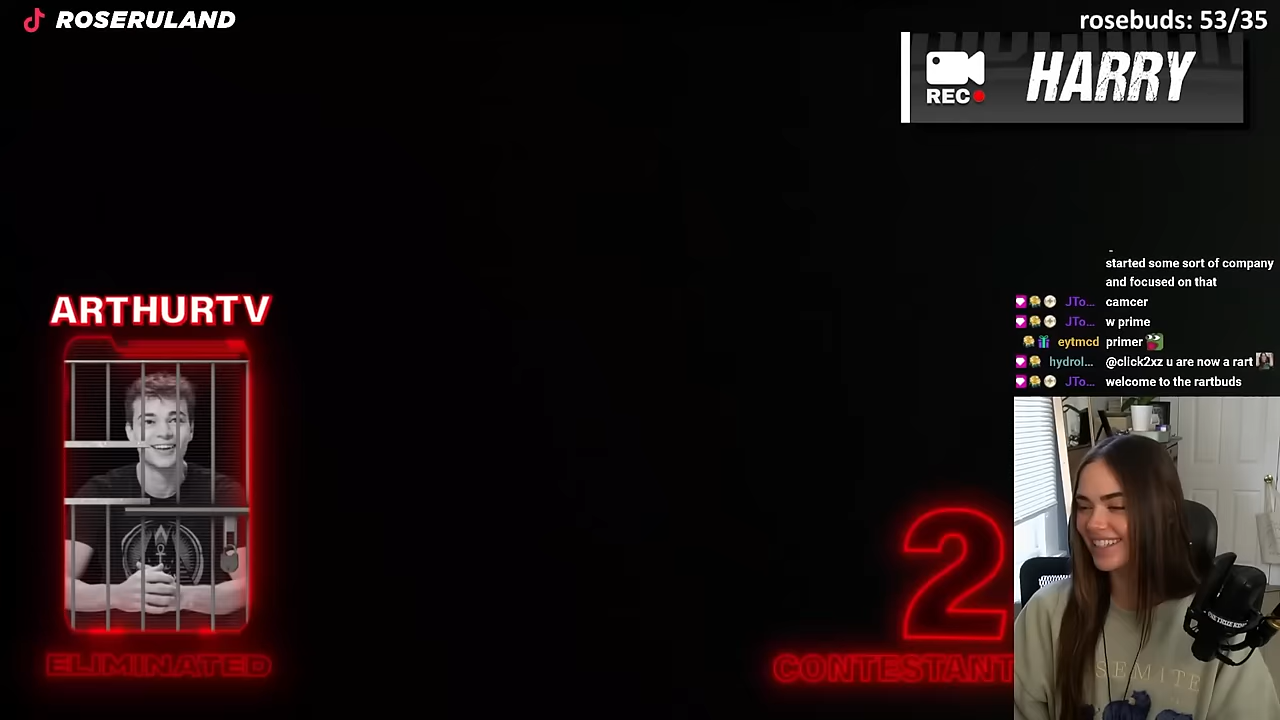 ROSERULAND
rosebuds: 53/35
REC
HARRY
started some sort of company
and focused on that
JTo... camcer
JTo... w prime
eytmcd primer
hydrol... @click2xz u are now a rart
JTo... welcome to the rartbuds
ARTHURTV
ELIMINATED
2
CONTESTANT
SEMITE